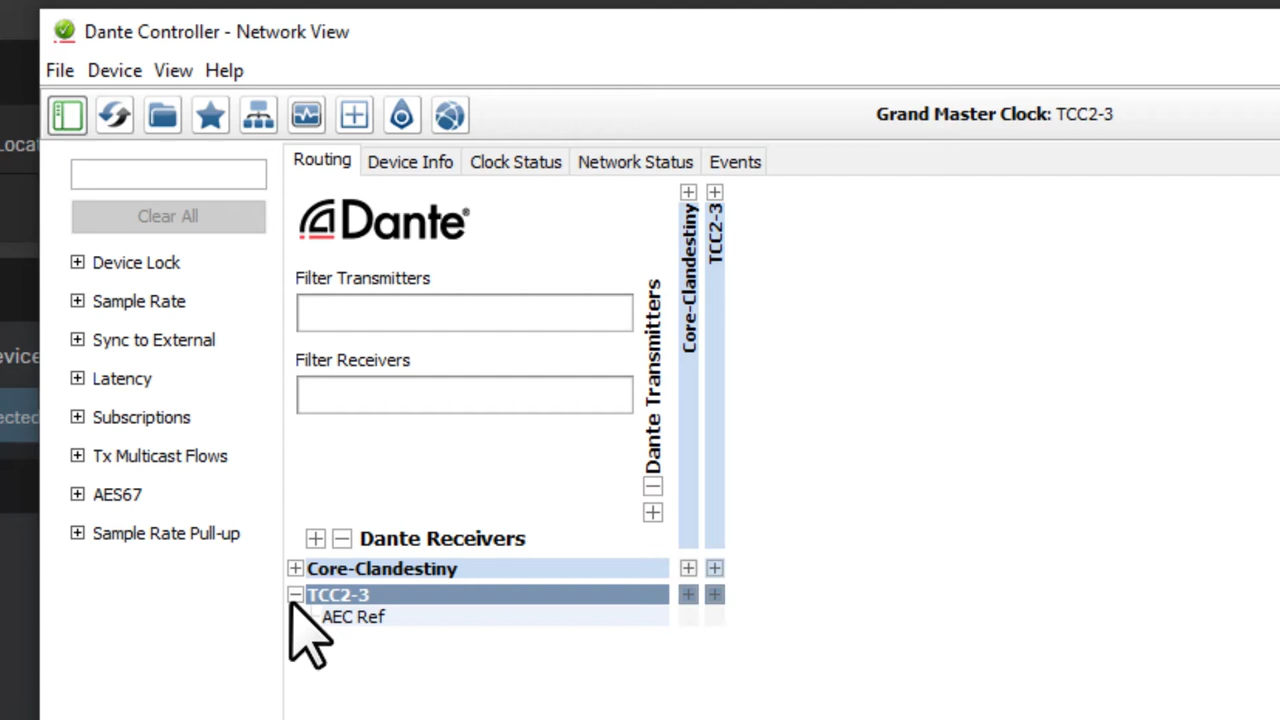 Dante Controller - Network View
File Device View Help
Grand Master Clock: TCC2-3
Locat
evice
ected
Clear All
Device Lock
Sample Rate
Sync to External
Latency
Subscriptions
Tx Multicast Flows
AES67
Sample Rate Pull-up
Routing Device Info Clock Status Network Status Events
Dante®
Filter Transmitters
Filter Receivers
Dante Transmitters
Core-Clandestiny
TCC2-3
Dante Receivers
Core-Clandestiny
TCC2-3
AEC Ref